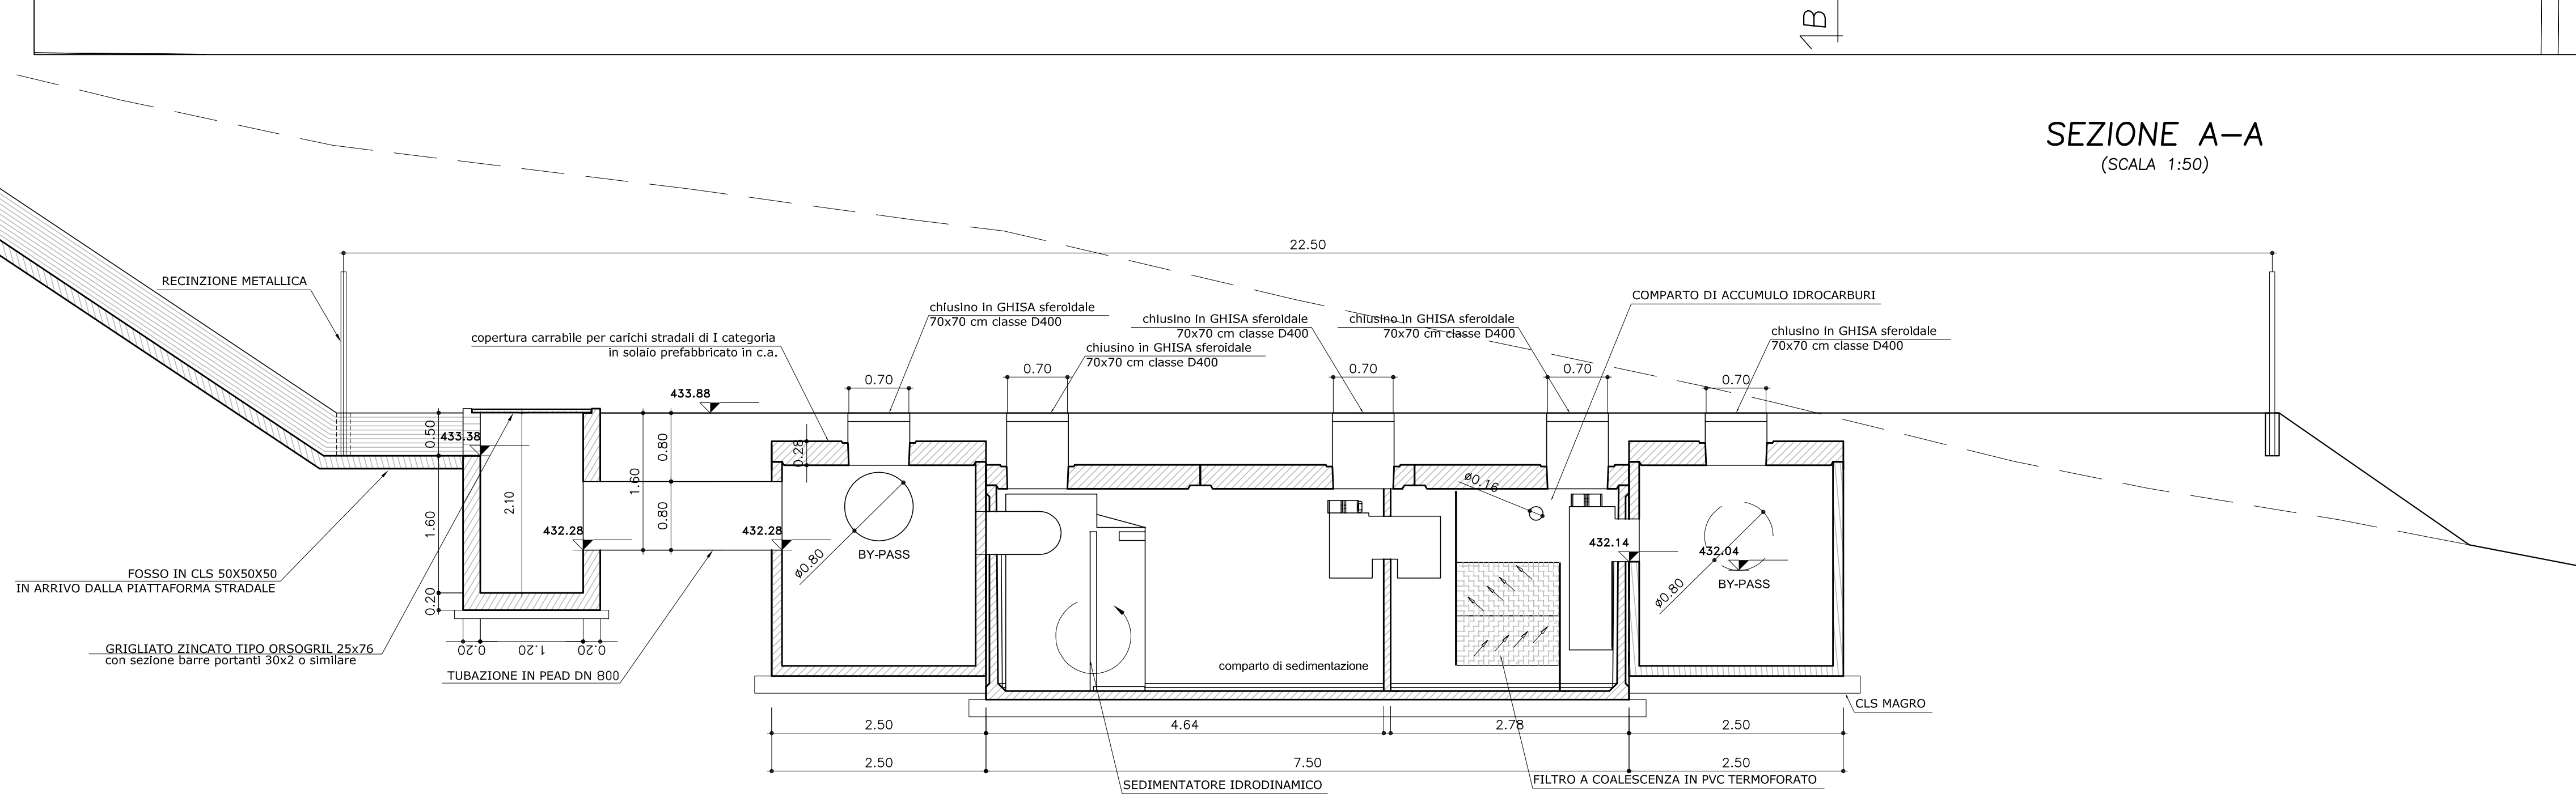 1B
SEZIONE A-A
(SCALA 1:50)
22.50
RECINZIONE METALLICA
COMPARTO DI ACCUMULO IDROCARBURI
chiusino in GHISA sferoidale
70x70 cm classe D400
chiusino in GHISA sferoidale
70x70 cm classe D400
chiusino in GHISA sferoidale
70x70 cm classe D400
chiusino in GHISA sferoidale
70x70 cm classe D400
chiusino in GHISA sferoidale
70x70 cm classe D400
copertura carrabile per carichi stradali di I categoria
in solaio prefabbricato in c.a.
0.70
0.70
0.70
0.70
0.70
433.88
0.50
433.38
0.80
0.28
1.60
2.10
0.80
ø0.16
1.60
432.28
432.28
432.14
432.04
BY-PASS
ø0.80
BY-PASS
ø0.80
FOSSO IN CLS 50X50X50
IN ARRIVO DALLA PIATTAFORMA STRADALE
0.20
0.20
1.20
0.20
GRIGLIATO ZINCATO TIPO ORSOGRIL 25x76
con sezione barre portanti 30x2 o similare
TUBAZIONE IN PEAD DN 800
comparto di sedimentazione
CLS MAGRO
2.50
4.64
2.78
2.50
2.50
7.50
2.50
SEDIMENTATORE IDRODINAMICO
FILTRO A COALESCENZA IN PVC TERMOFORATO